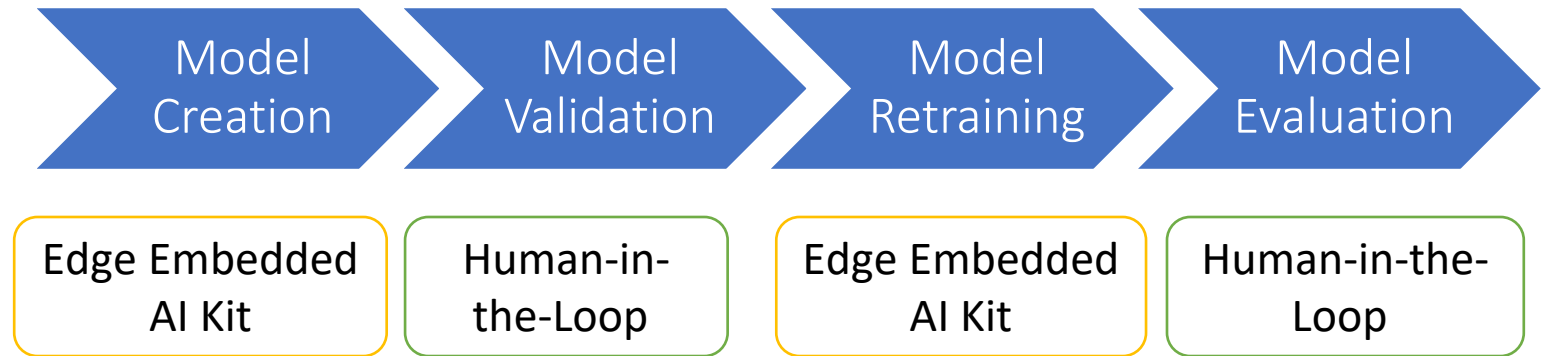 Model
Creation
Model
Validation
Model
Retraining
Model
Evaluation
Edge Embedded
AI Kit
Human-in-
the-Loop
Edge Embedded
AI Kit
Human-in-the-
Loop